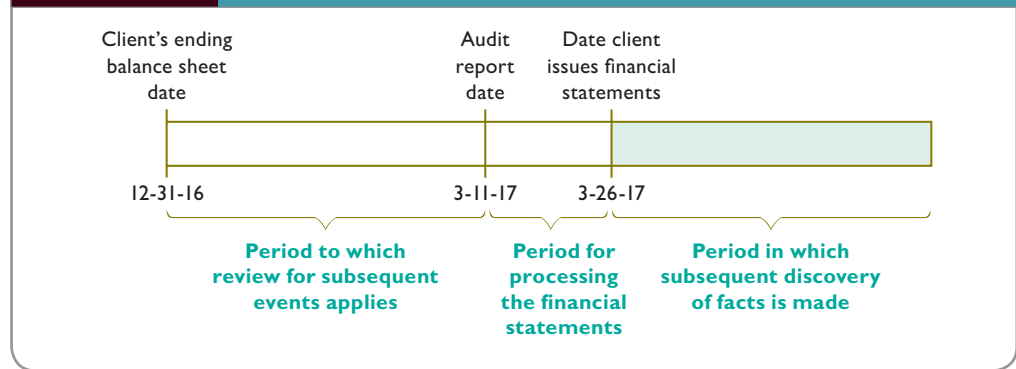 Client’s ending
balance sheet
date
Audit
report
date
Date client
issues financial
statements
12-31-16
3-11-17
3-26-17
Period to which
review for subsequent
events applies
Period for
processing
the financial
statements
Period in which
subsequent discovery
of facts is made